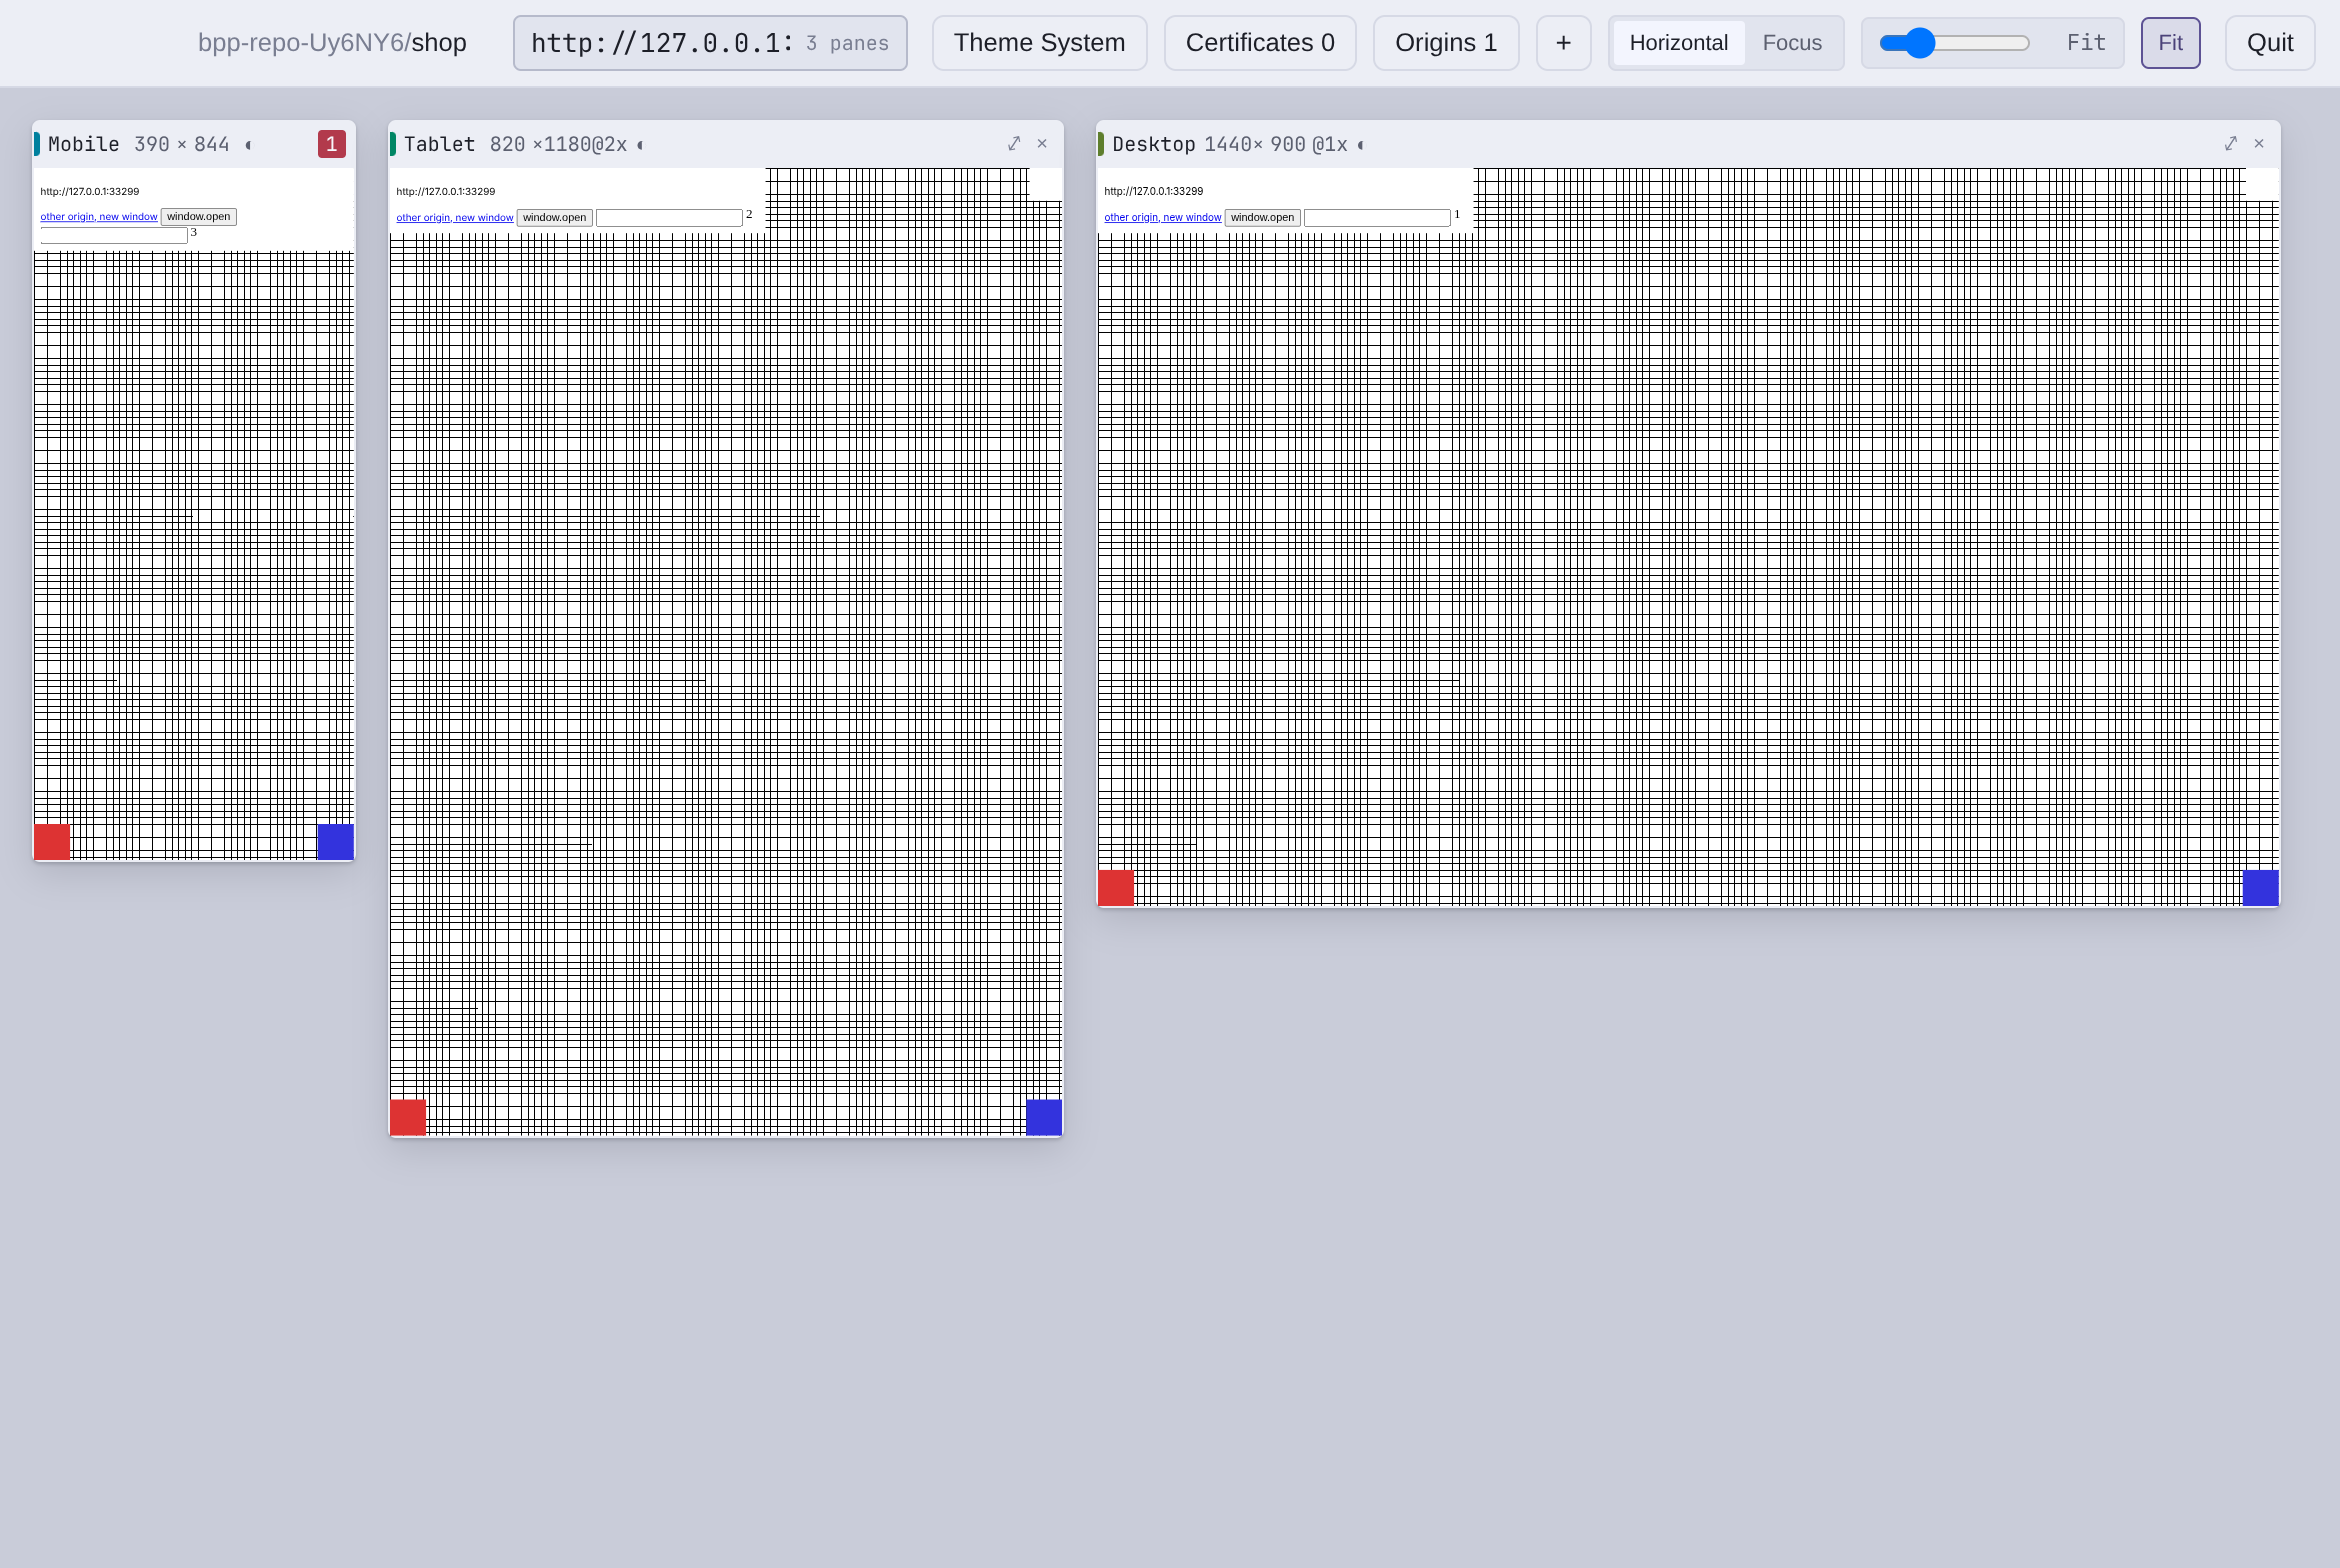 bpp-repo-Uy6NY6/shop http://127.0.0.1: 3 panes Theme System Certificates 0 Origins 1 + Horizontal Focus Fit Fit Quit
Mobile 390 × 844 1
http://127.0.0.1:33299
other origin, new window window.open
3
Tablet 820 ×1180@2x ×
http://127.0.0.1:33299
other origin, new window window.open 2
Desktop 1440× 900 @1x ×
http://127.0.0.1:33299
other origin, new window window.open 1